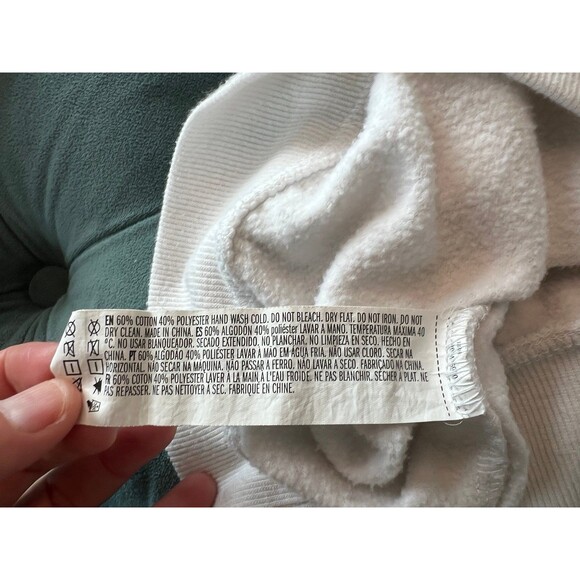 EN 60% COTTON 40% POLYESTER HAND WASH COLD. DO NOT BLEACH. DRY FLAT. DO NOT IRON. DO NOT
DRY CLEAN. MADE IN CHINA. ES 60% ALGODON 40% poliéster LAVAR A MANO. TEMPERATURA MÁXIMA 40
°C. NO USAR BLANQUEADOR. SECADO EXTENDIDO. NO PLANCHAR. NO LIMPIEZA EN SECO. HECHO EN
CHINA. PT 60% ALGODÃO 40% POLIÉSTER LAVAR A MAO EM ÁGUA FRIA. NÃO USAR CLORO. SECAR NA
HORIZONTAL. NÃO SECAR NA MAQUINA. NÃO PASSAR A FERRO. NÃO LAVAR A SECO. FABRICADO NA CHINA.
FR 60% COTON 40% POLYESTER LAVER À LA MAIN À L'EAU FROIDE. NE PAS BLANCHIR. SÉCHER À PLAT. NE
PAS REPASSER. NE PAS NETTOYER À SEC. FABRIQUE EN CHINE.